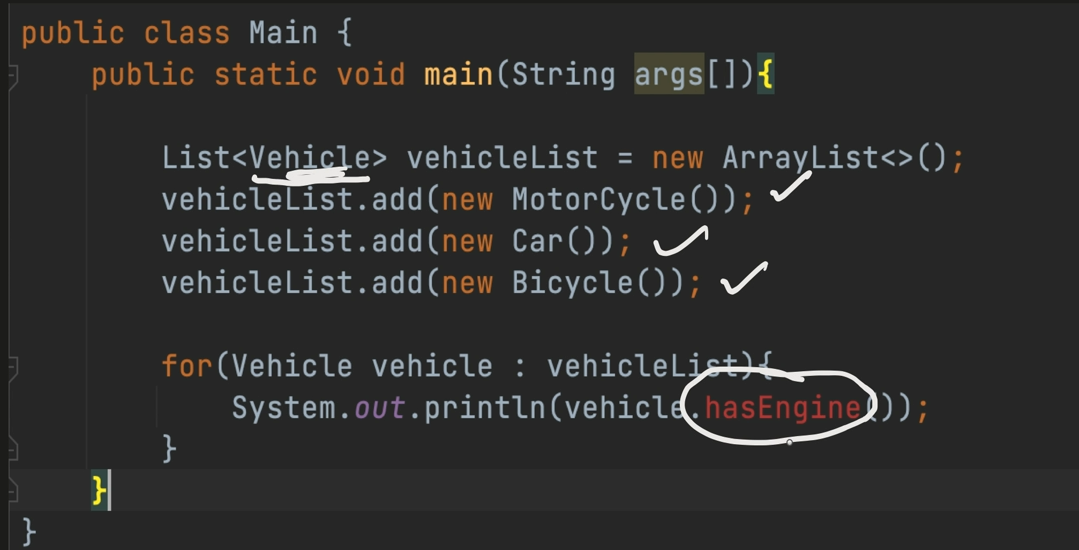 public class Main {
public static void main(String args[]){
List<Vehicle> vehicleList = new ArrayList<>();
vehicleList.add(new MotorCycle());
vehicleList.add(new Car());
vehicleList.add(new Bicycle());
for(Vehicle vehicle : vehicleList){
System.out.println(vehicle.hasEngine());
}
}
}